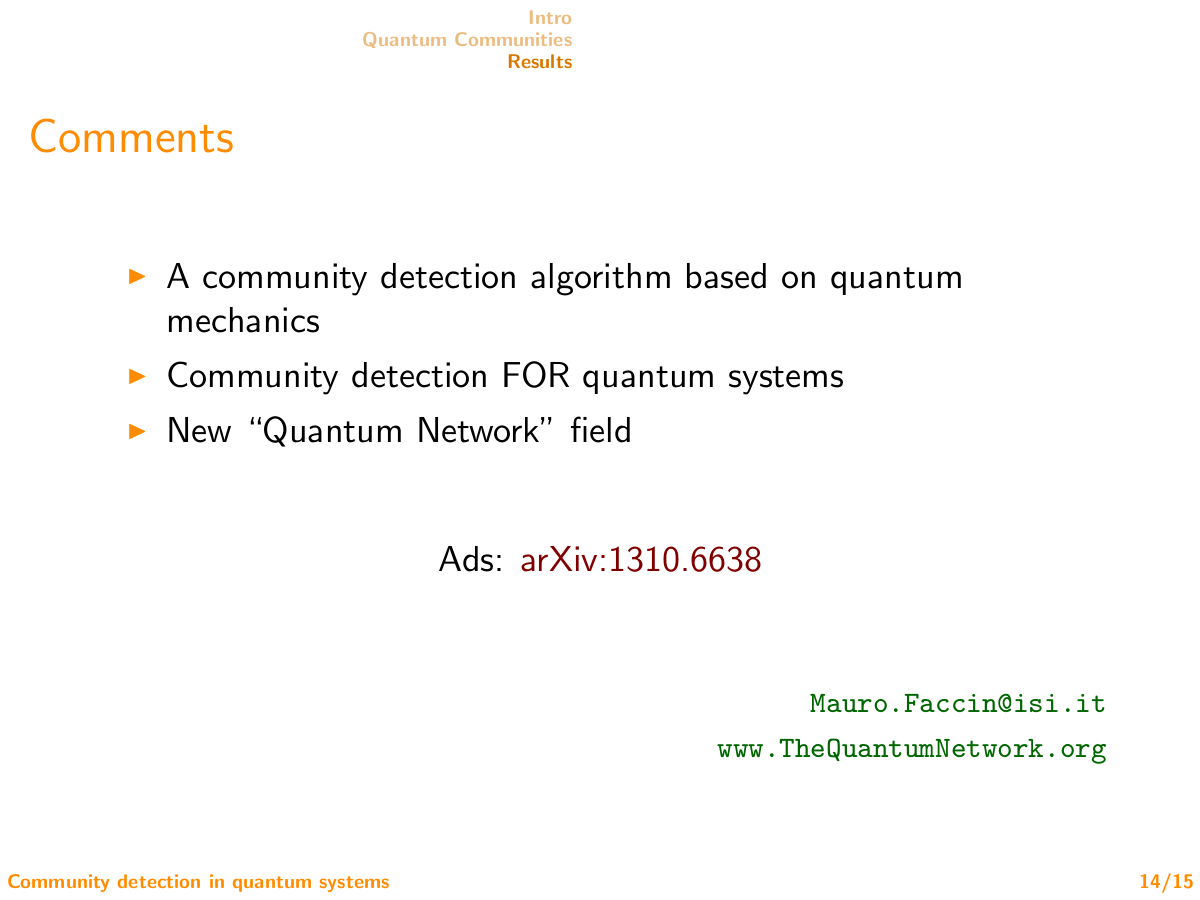 Intro
Quantum Communities
Results
Comments
A community detection algorithm based on quantum
mechanics
Community detection FOR quantum systems
New “Quantum Network” field
Ads: arXiv:1310.6638
Mauro.Faccin@isi.it
www.TheQuantumNetwork.org
Community detection in quantum systems
14/15